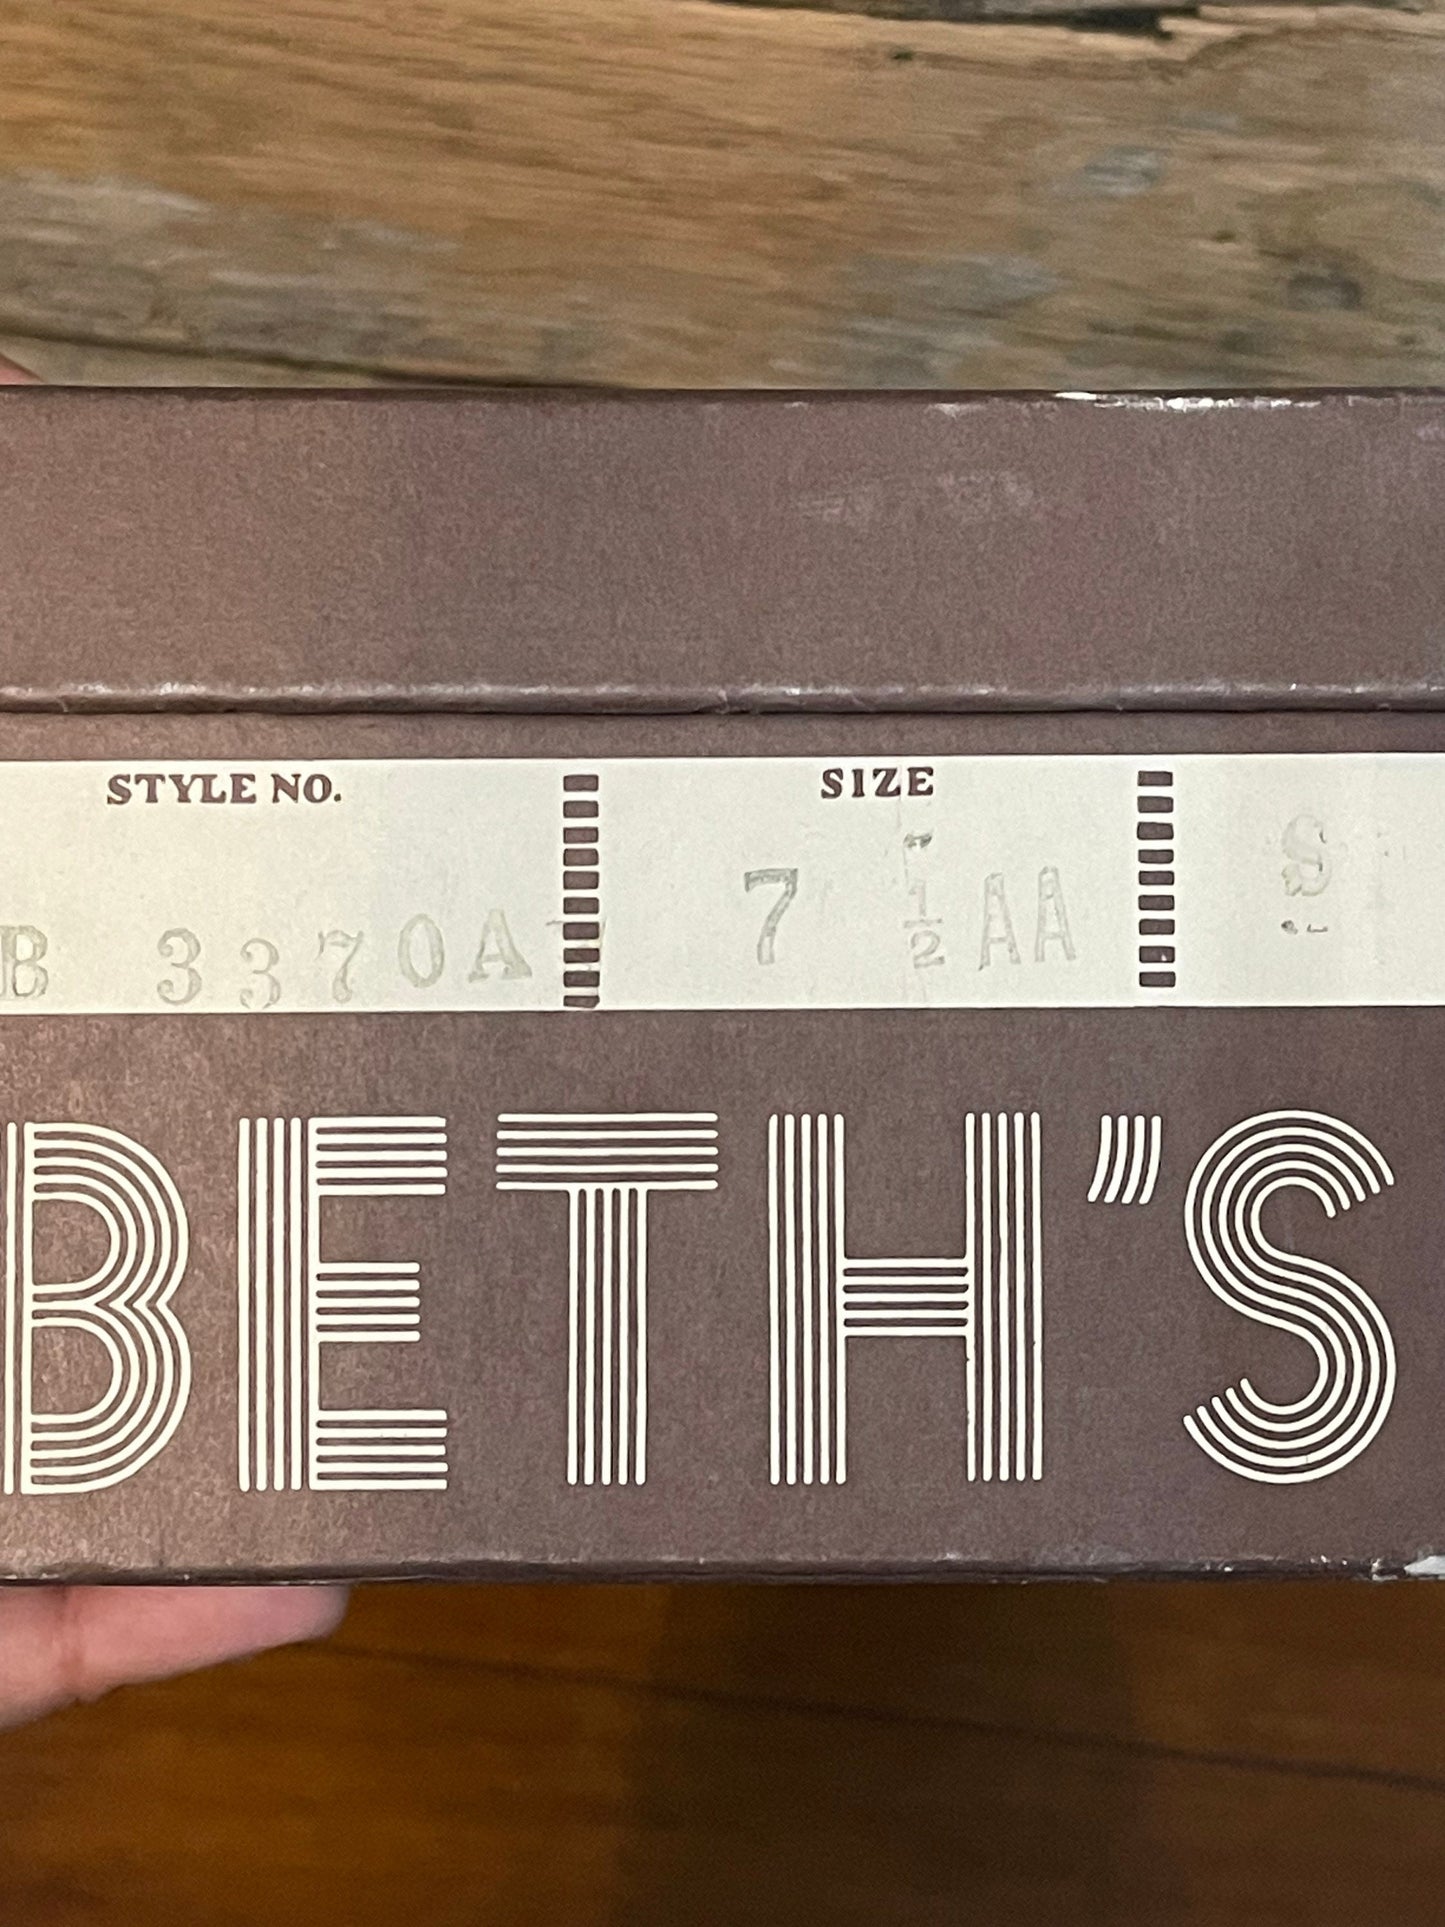 STYLE NO. SIZE
B 3370A 7 1/2 AA S
BETH'S